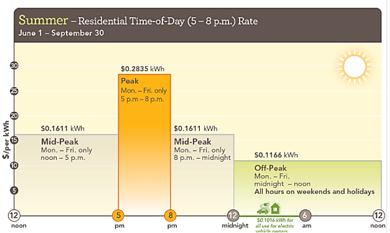 Summer – Residential Time-of-Day (5 – 8 p.m.) Rate
June 1 – September 30
$/per kWh
30
25
20
15
10
5
$0.2835 kWh
Peak
Mon. – Fri. only
5 p.m – 8 p.m.
$0.1611 kWh
Mid-Peak
Mon. – Fri. only
noon – 5 p.m.
$0.1611 kWh
Mid-Peak
Mon. – Fri. only
8 p.m. – midnight
$0.1166 kWh
Off-Peak
Mon. – Fri.
midnight – noon
All hours on weekends and holidays
$0.1016 kWh for
all use for electric
vehicle owners
12
noon
5
pm
8
pm
12
midnight
6
am
12
noon